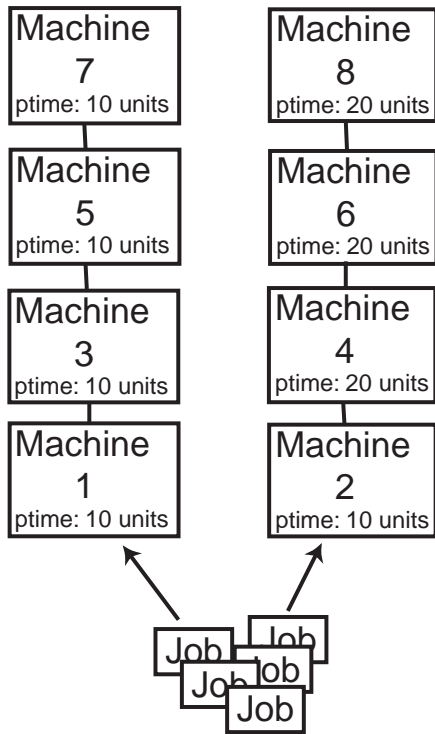 Machine
7
ptime: 10 units
Machine
8
ptime: 20 units
Machine
5
ptime: 10 units
Machine
6
ptime: 20 units
Machine
3
ptime: 10 units
Machine
4
ptime: 20 units
Machine
1
ptime: 10 units
Machine
2
ptime: 10 units
Job
Job
Job
Job
Job